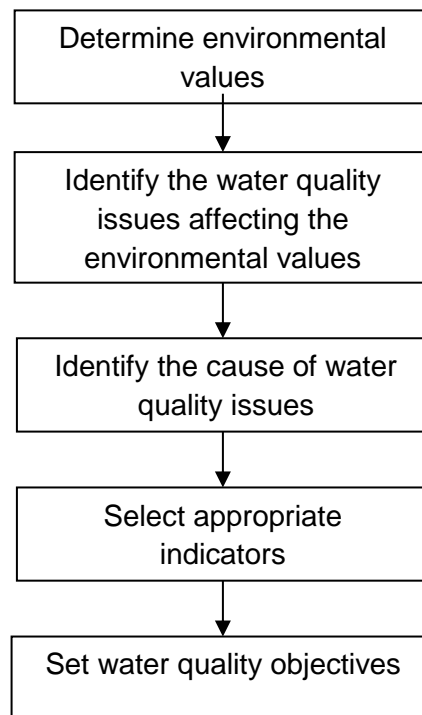 Determine environmental
values
Identify the water quality
issues affecting the
environmental values
Identify the cause of water
quality issues
Select appropriate
indicators
Set water quality objectives